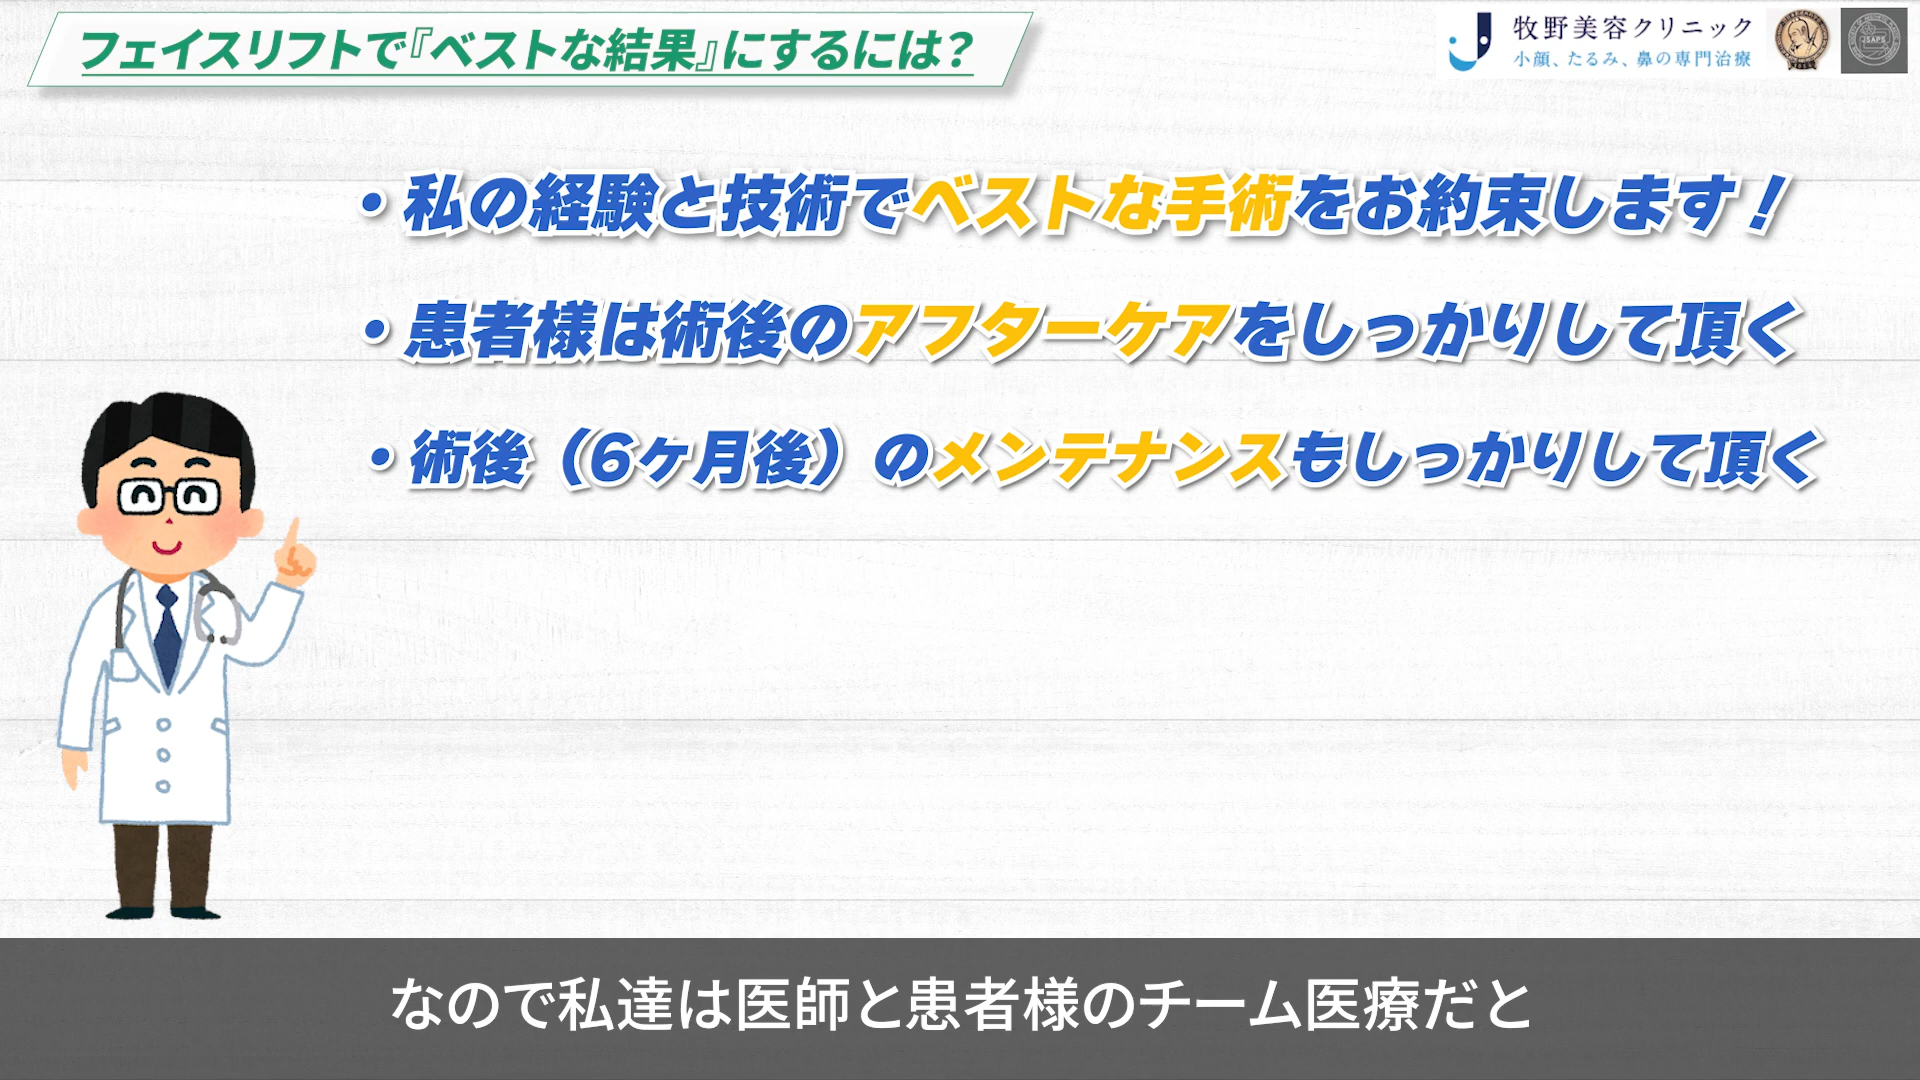 フェイスリフトで『ベストな結果』にするには？
牧野美容クリニック
小顔、たるみ、鼻の専門治療
・私の経験と技術でベストな手術をお約束します！
・患者様は術後のアフターケアをしっかりして頂く
・術後（6ヶ月後）のメンテナンスもしっかりして頂く
なので私達は医師と患者様のチーム医療だと